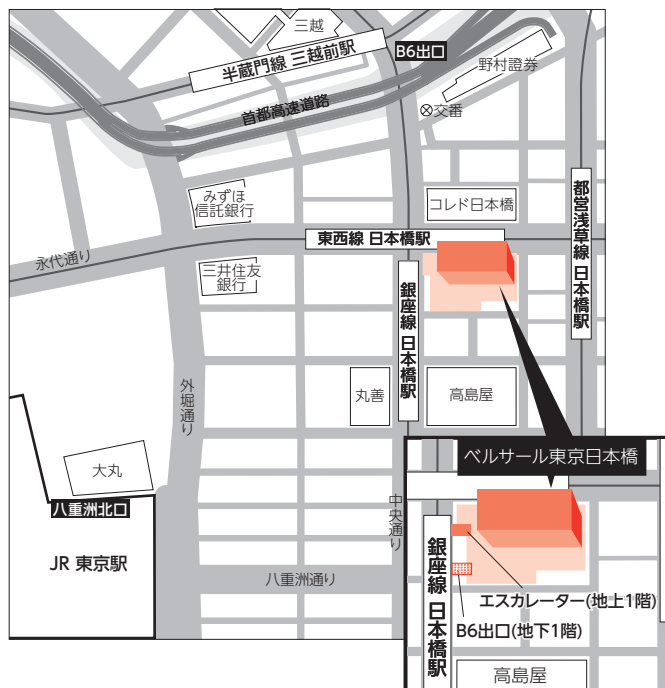 三越
B6出口
半蔵門線 三越前駅
野村證券
首都高速道路
交番
みずほ
信託銀行
コレド日本橋
都営浅草線 日本橋駅
東西線 日本橋駅
永代通り
三井住友
銀行
銀座線 日本橋駅
外堀通り
丸善
高島屋
大丸
八重洲北口
JR 東京駅
中央通り
八重洲通り
ベルサール東京日本橋
銀座線 日本橋駅
エスカレーター(地上1階)
B6出口(地下1階)
高島屋